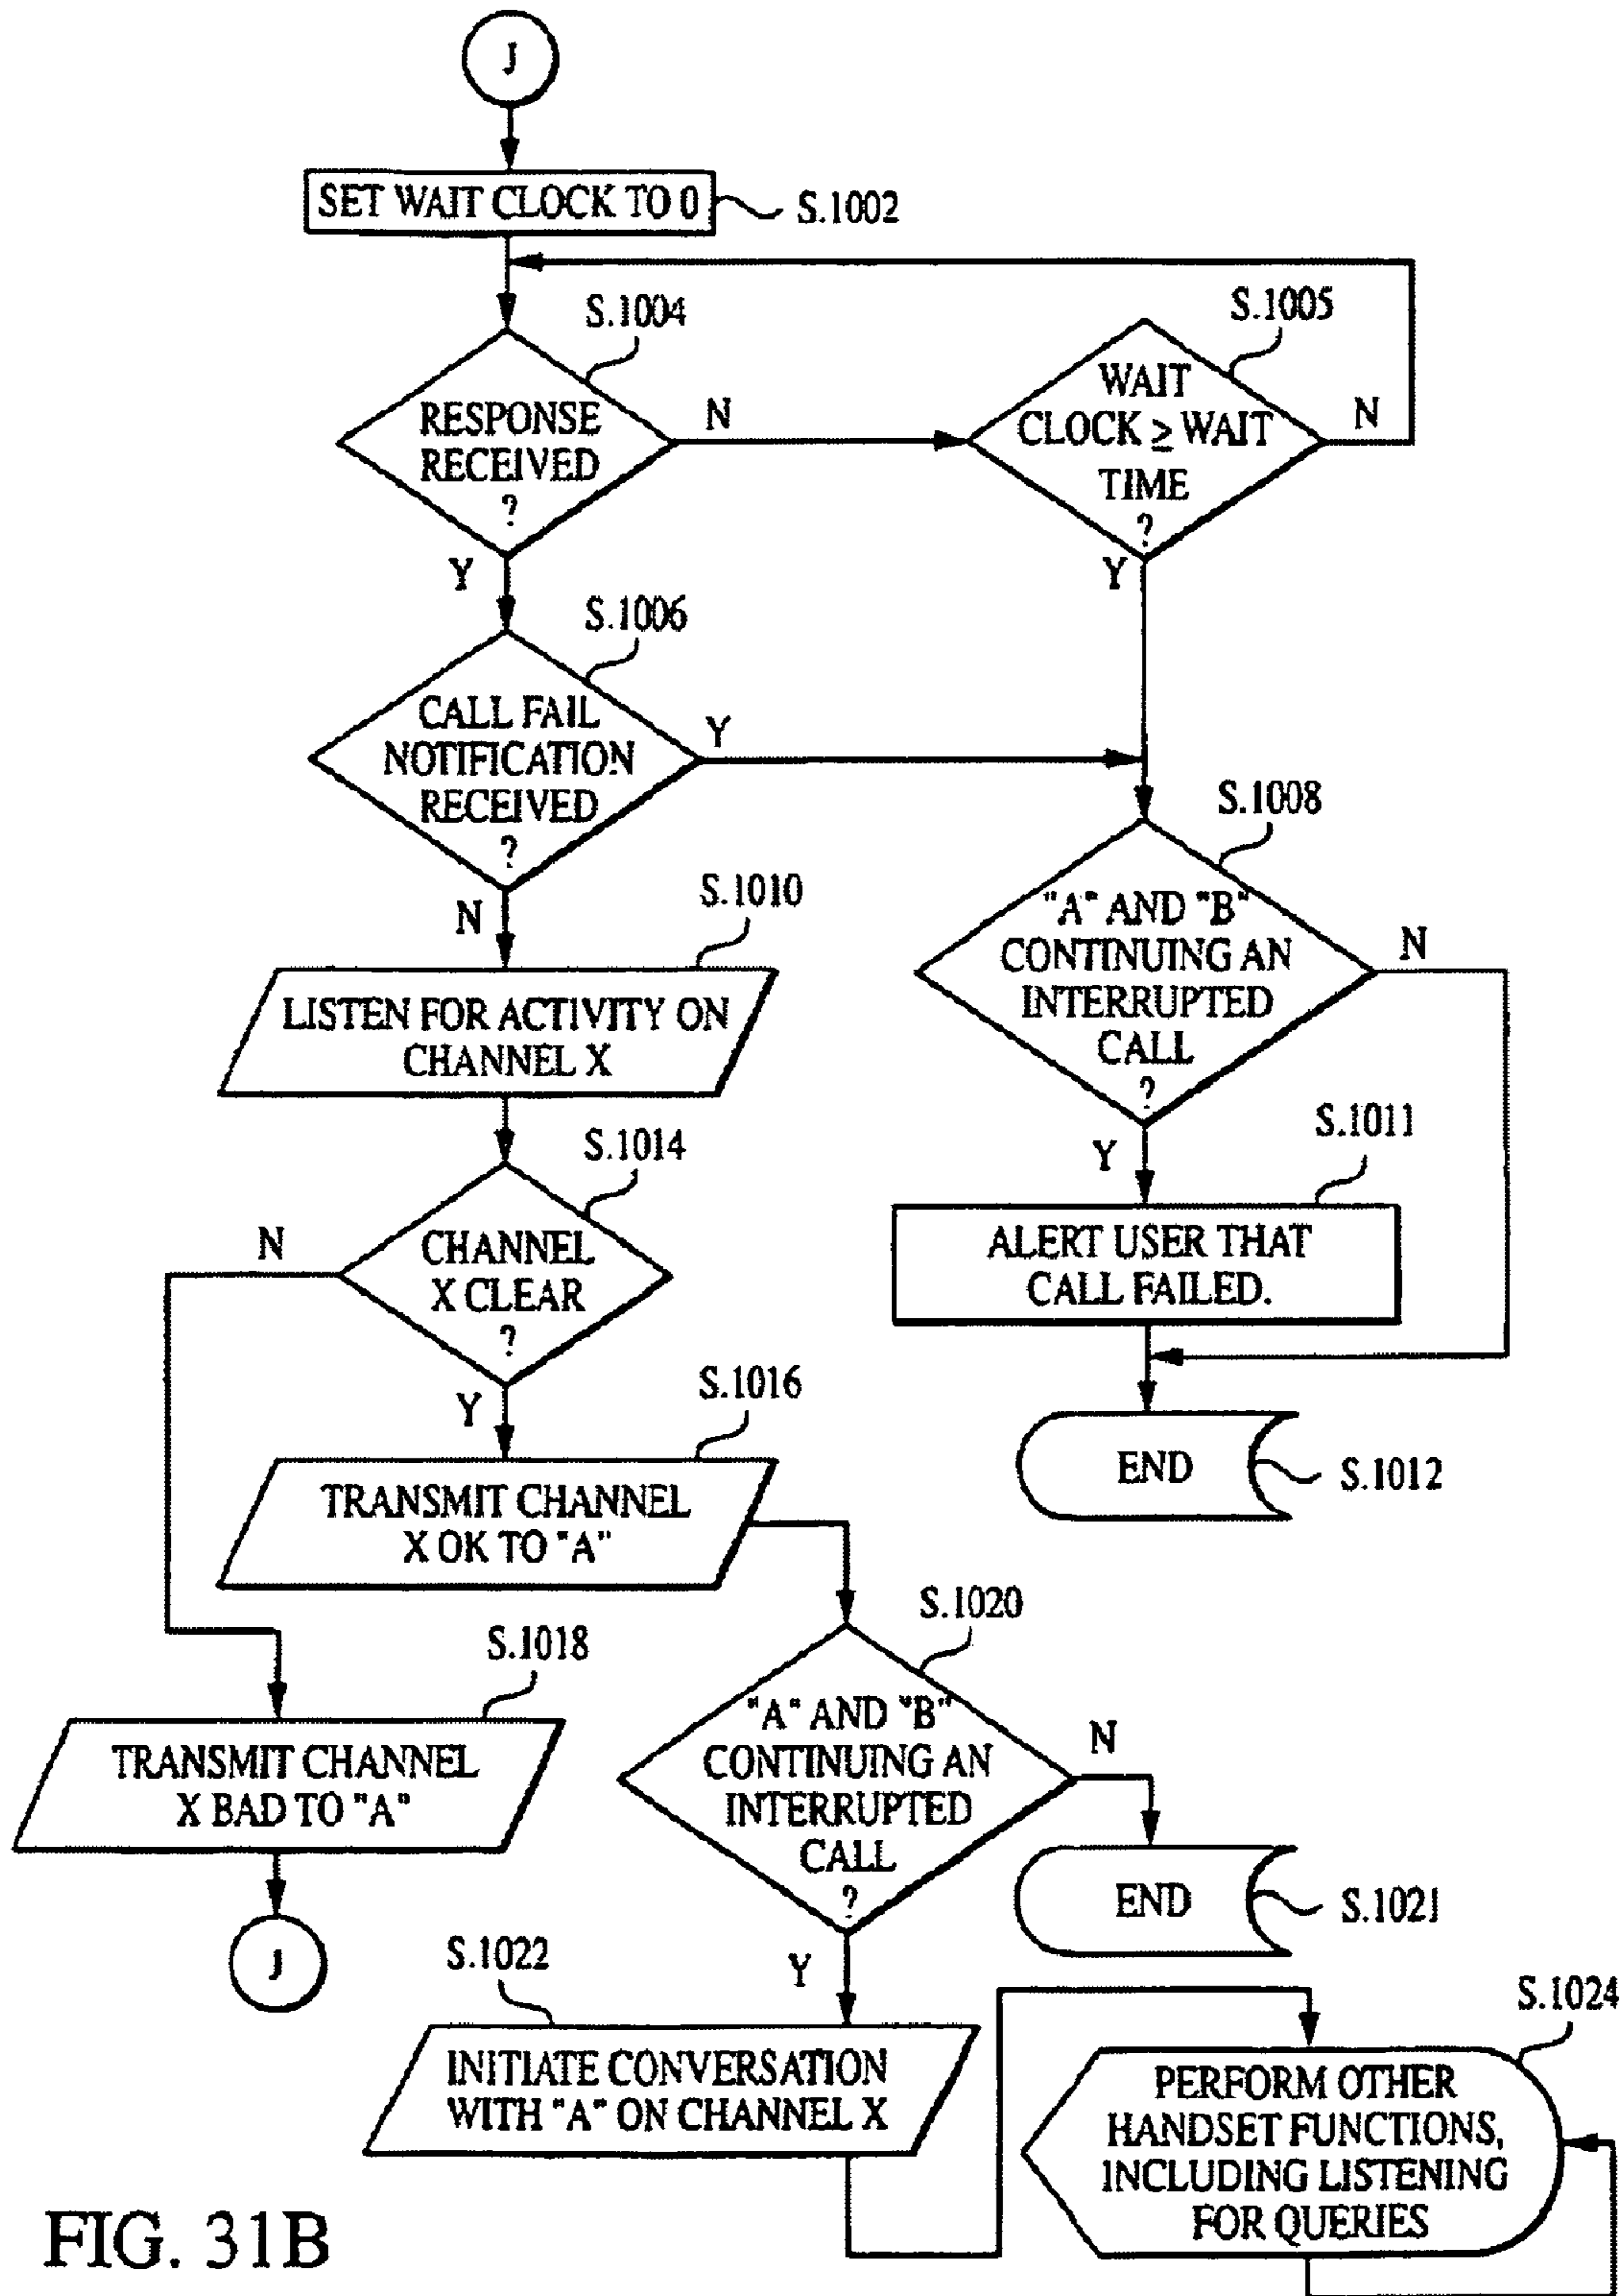 J
SET WAIT CLOCK TO 0
S.1002
S.1004
RESPONSE
RECEIVED
?
N
Y
S.1005
WAIT
CLOCK ≥ WAIT
TIME
?
N
Y
S.1006
CALL FAIL
NOTIFICATION
RECEIVED
?
Y
N
S.1008
"A" AND "B"
CONTINUING AN
INTERRUPTED
CALL
?
N
Y
S.1010
LISTEN FOR ACTIVITY ON
CHANNEL X
S.1011
ALERT USER THAT
CALL FAILED.
S.1014
CHANNEL
X CLEAR
?
N
Y
END
S.1012
S.1016
TRANSMIT CHANNEL
X OK TO "A"
S.1018
TRANSMIT CHANNEL
X BAD TO "A"
J
S.1020
"A" AND "B"
CONTINUING AN
INTERRUPTED
CALL
?
N
Y
END
S.1021
S.1022
INITIATE CONVERSATION
WITH "A" ON CHANNEL X
S.1024
PERFORM OTHER
HANDSET FUNCTIONS,
INCLUDING LISTENING
FOR QUERIES
FIG. 31B